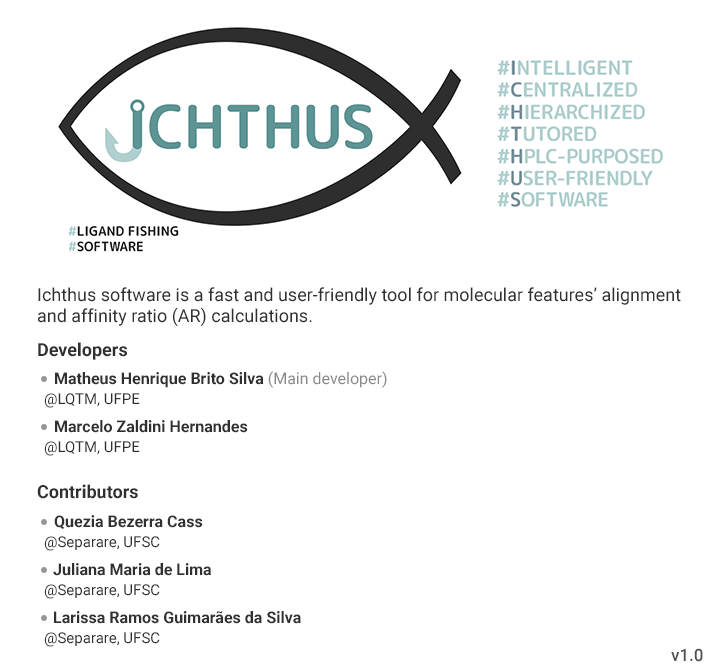 iCHTHUS
#INTELLIGENT
#CENTRALIZED
#HIERARCHIZED
#TUTORED
#HPLC-PURPOSED
#USER-FRIENDLY
#SOFTWARE
#LIGAND FISHING
#SOFTWARE
Ichthus software is a fast and user-friendly tool for molecular features’ alignment
and affinity ratio (AR) calculations.
Developers
• Matheus Henrique Brito Silva (Main developer)
@LQTM, UFPE
• Marcelo Zaldini Hernandes
@LQTM, UFPE
Contributors
• Quezia Bezerra Cass
@Separare, UFSC
• Juliana Maria de Lima
@Separare, UFSC
• Larissa Ramos Guimarães da Silva
@Separare, UFSC
v1.0